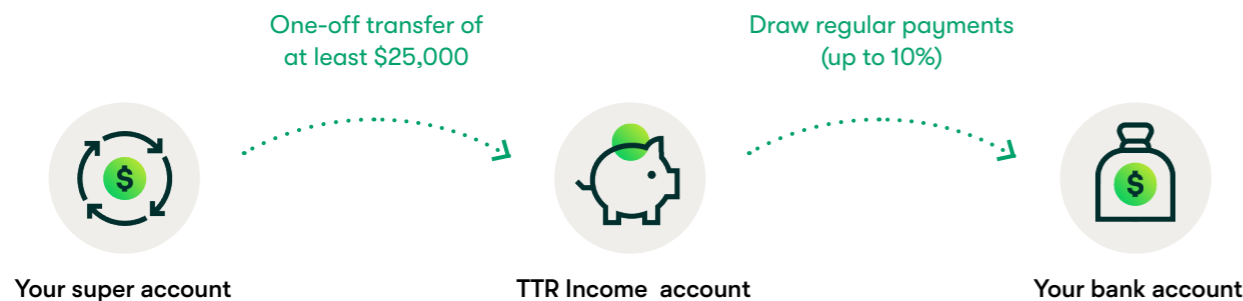 One-off transfer of
at least $25,000
Draw regular payments
(up to 10%)
$
$
Your super account
TTR Income account
Your bank account